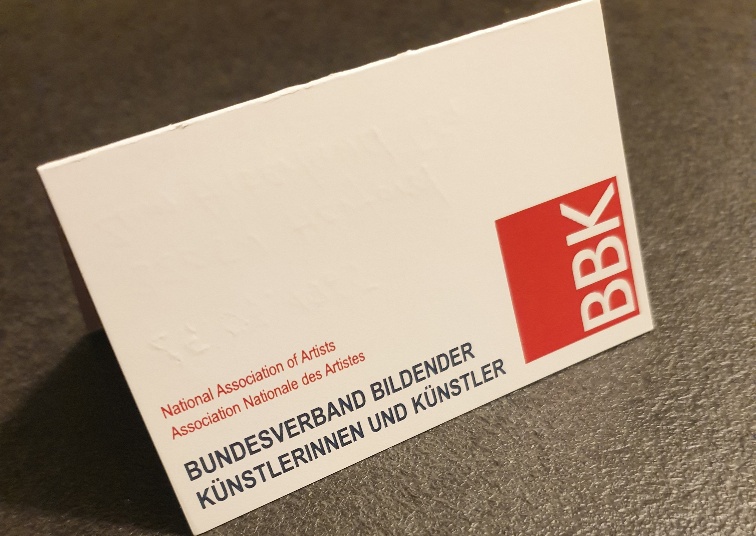 National Association of Artists
Association Nationale des Artistes
BUNDESVERBAND BILDENDER
KÜNSTLERINNEN UND KÜNSTLER
BBK